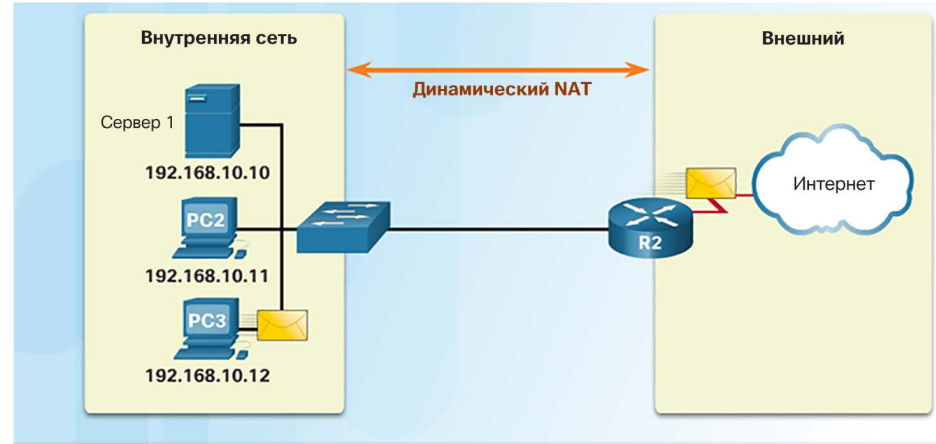 Внутренняя сеть
Внешний
Динамический NAT
Сервер 1
192.168.10.10
PC2
192.168.10.11
PC3
192.168.10.12
R2
Интернет